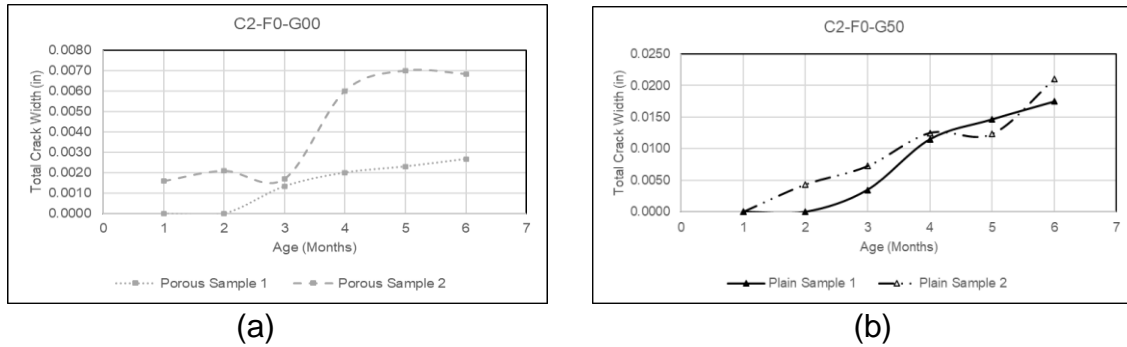 C2-F0-G00
0.0080
0.0070
0.0060
0.0050
0.0040
0.0030
0.0020
0.0010
0.0000
Total Crack Width (in)
0 1 2 3 4 5 6 7
Age (Months)
Porous Sample 1 Porous Sample 2
(a)
C2-F0-G50
0.0250
0.0200
0.0150
0.0100
0.0050
0.0000
Total Crack Width (in)
0 1 2 3 4 5 6 7
Age (Months)
Plain Sample 1 Plain Sample 2
(b)